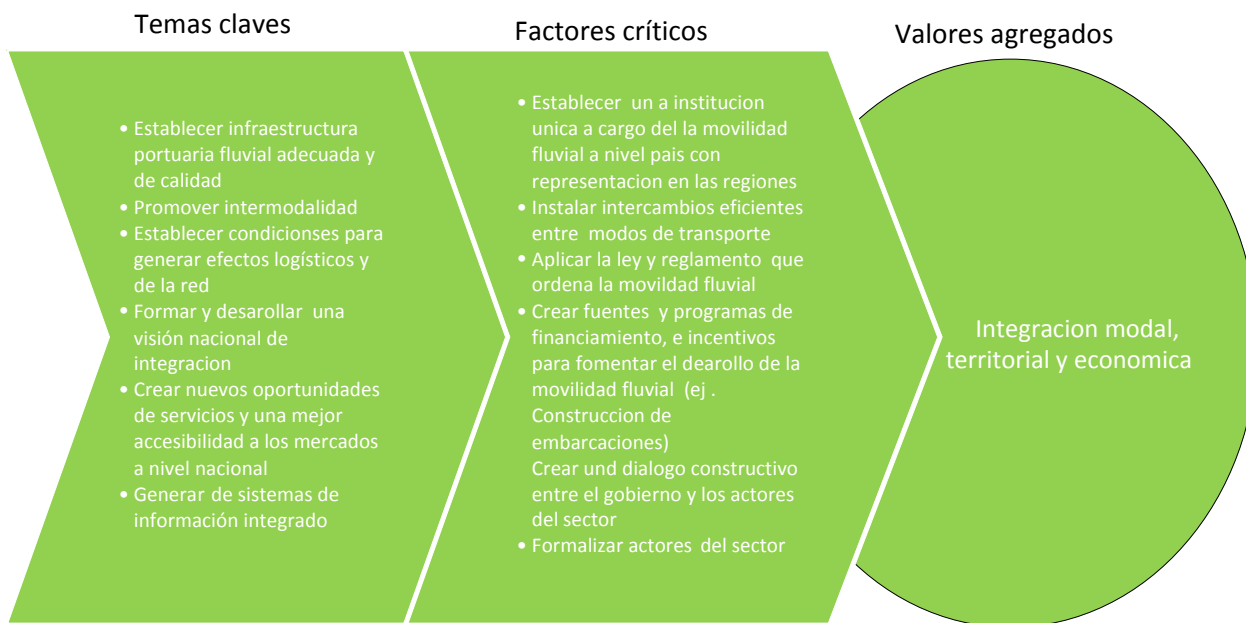 Temas claves
• Establecer infraestructura
portuaria fluvial adecuada y
de calidad
• Promover intermodalidad
• Establecer condicionses para
generar efectos logísticos y
de la red
• Formar y desarollar una
visión nacional de
integracion
• Crear nuevos oportunidades
de servicios y una mejor
accesibilidad a los mercados
a nivel nacional
• Generar de sistemas de
información integrado
Factores críticos
• Establecer un a institucion
unica a cargo del la movilidad
fluvial a nivel pais con
representacion en las regiones
• Instalar intercambios eficientes
entre modos de transporte
• Aplicar la ley y reglamento que
ordena la movildad fluvial
• Crear fuentes y programas de
financiamiento, e incentivos
para fomentar el dearollo de la
movilidad fluvial (ej .
Construccion de
embarcaciones)
Crear und dialogo constructivo
entre el gobierno y los actores
del sector
• Formalizar actores del sector
Valores agregados
Integracion modal,
territorial y economica